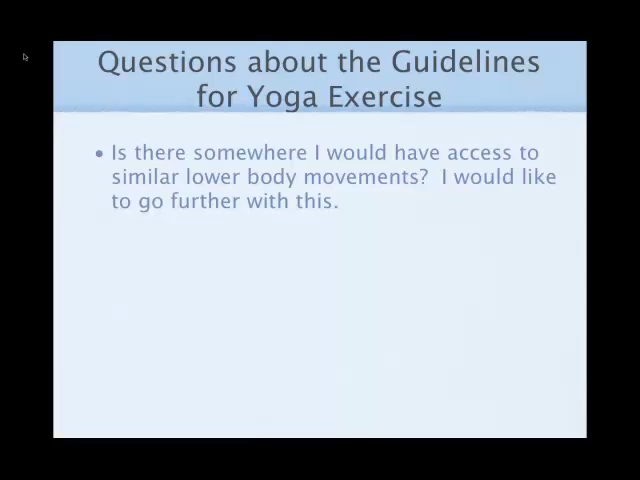 Questions about the Guidelines
for Yoga Exercise
• Is there somewhere I would have access to
similar lower body movements?  I would like
to go further with this.